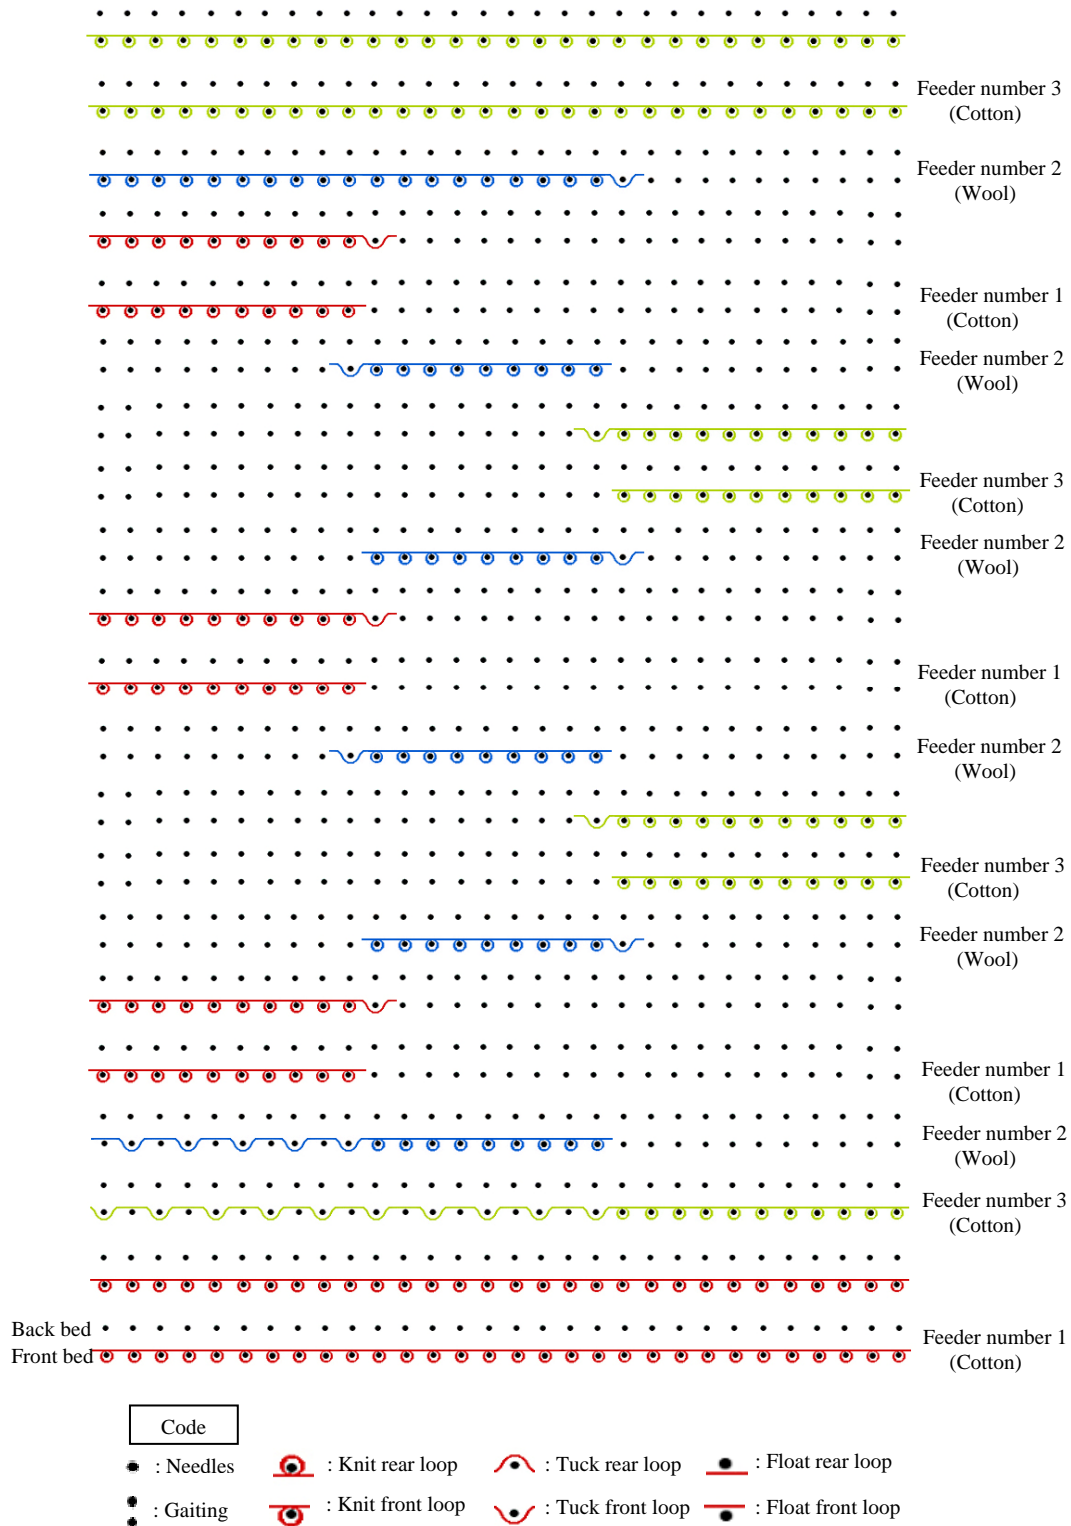 Feeder number 3
(Cotton)
Feeder number 2
(Wool)
Feeder number 1
(Cotton)
Feeder number 2
(Wool)
Feeder number 3
(Cotton)
Feeder number 2
(Wool)
Feeder number 1
(Cotton)
Feeder number 2
(Wool)
Feeder number 3
(Cotton)
Feeder number 2
(Wool)
Feeder number 1
(Cotton)
Feeder number 2
(Wool)
Feeder number 3
(Cotton)
Back bed
Front bed
Feeder number 1
(Cotton)
Code
: Needles
: Knit rear loop
: Tuck rear loop
: Float rear loop
: Gaiting
: Knit front loop
: Tuck front loop
: Float front loop